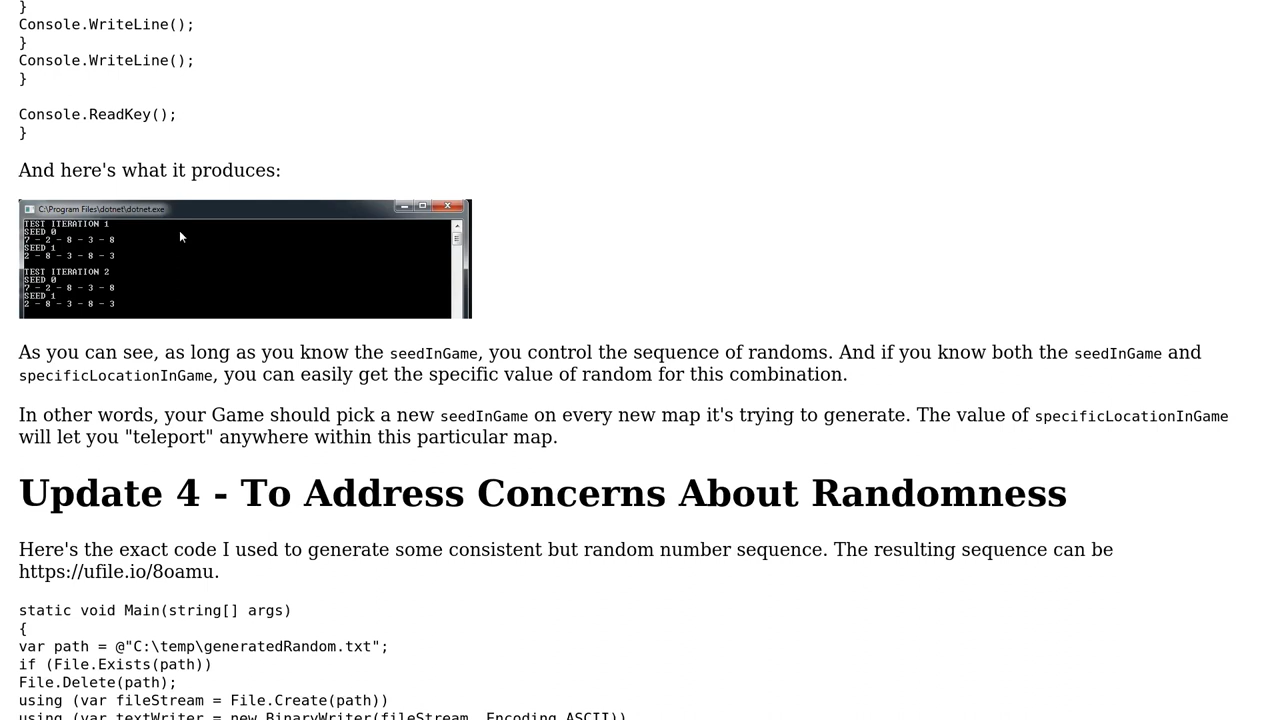 }
Console.WriteLine();
}
Console.WriteLine();
}
Console.ReadKey();
}
And here's what it produces:
C:\Program Files\dotnet\dotnet.exe
TEST ITERATION 1
SEED 0
7 - 2 - 8 - 3 - 8
SEED 1
2 - 8 - 3 - 8 - 3
TEST ITERATION 2
SEED 0
7 - 2 - 8 - 3 - 8
SEED 1
2 - 8 - 3 - 8 - 3
As you can see, as long as you know the seedInGame, you control the sequence of randoms. And if you know both the seedInGame and
specificLocationInGame, you can easily get the specific value of random for this combination.
In other words, your Game should pick a new seedInGame on every new map it's trying to generate. The value of specificLocationInGame
will let you "teleport" anywhere within this particular map.
Update 4 - To Address Concerns About Randomness
Here's the exact code I used to generate some consistent but random number sequence. The resulting sequence can be
https://ufile.io/8oamu.
static void Main(string[] args)
{
var path = @"C:\temp\generatedRandom.txt";
if (File.Exists(path))
File.Delete(path);
using (var fileStream = File.Create(path))
using (var textWriter = new BinaryWriter(fileStream, Encoding.ASCII))